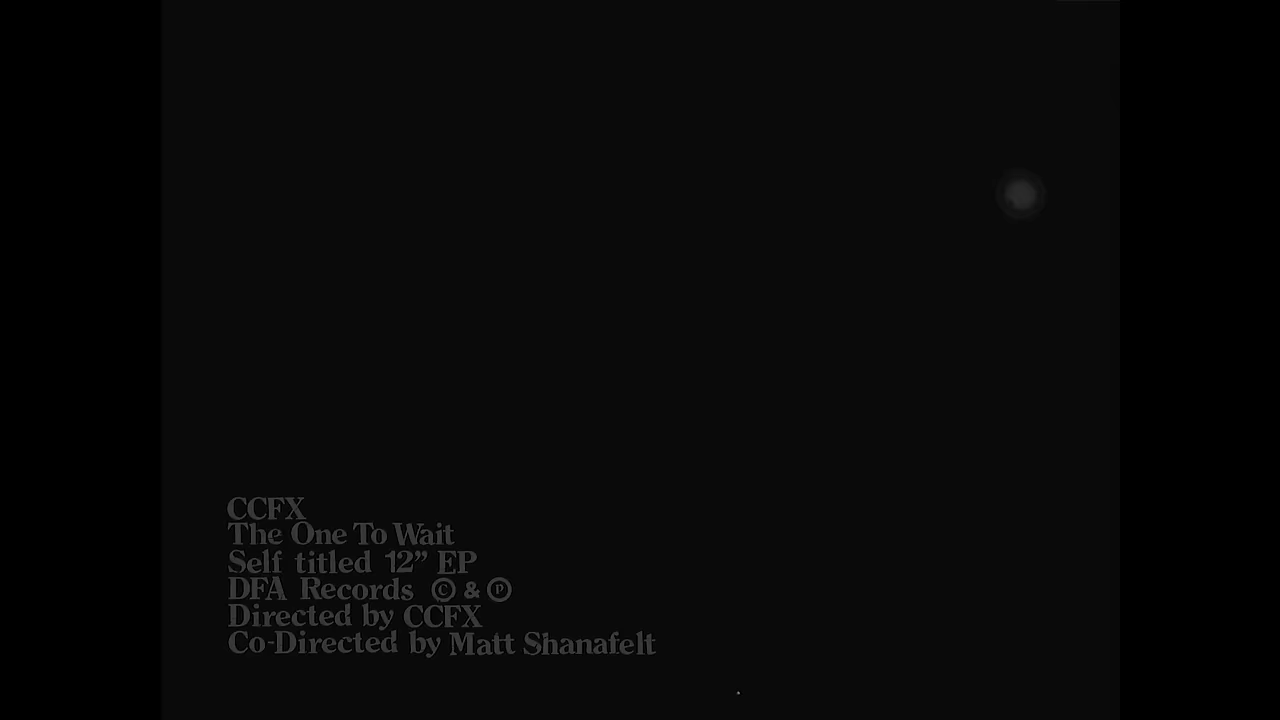 CCFX
The One To Wait
Self titled 12” EP
DFA Records © & ℗
Directed by CCFX
Co-Directed by Matt Shanafelt